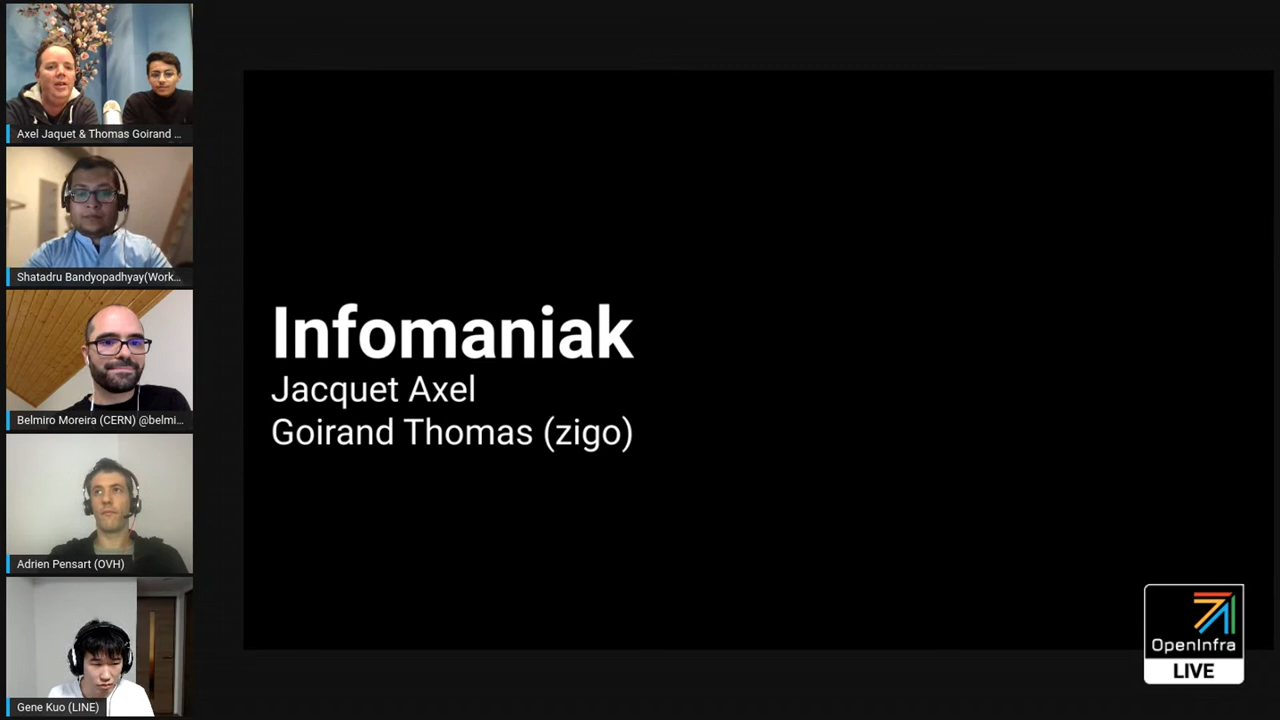 Axel Jaquet & Thomas Goirand ...
Shatadru Bandyopadhyay(Work...
Belmiro Moreira (CERN) @belmi...
Adrien Pensart (OVH)
Gene Kuo (LINE)
Infomaniak
Jacquet Axel
Goirand Thomas (zigo)
OpenInfra
LIVE